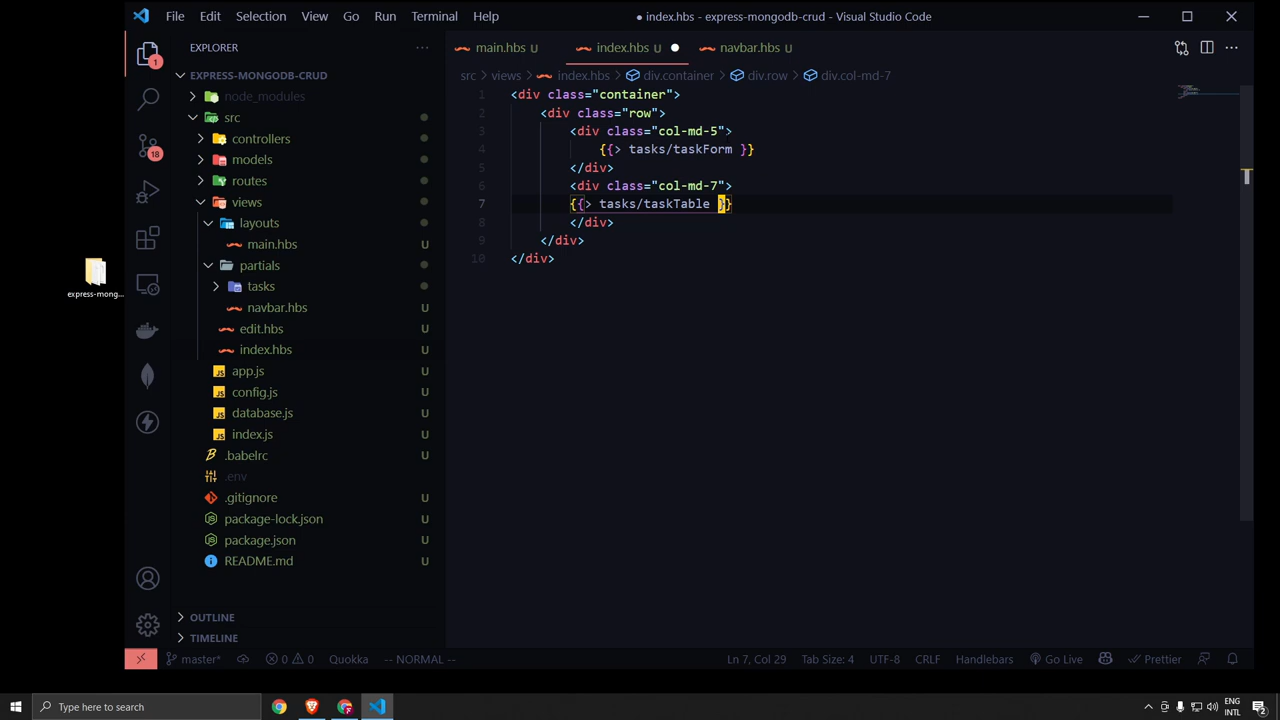 File Edit Selection View Go Run Terminal Help
● index.hbs - express-mongodb-crud - Visual Studio Code
EXPLORER
main.hbs U
index.hbs U
navbar.hbs U
EXPRESS-MONGODB-CRUD
src > views > index.hbs > div.container > div.row > div.col-md-7
node_modules
src
controllers
models
routes
views
layouts
main.hbs U
partials
tasks
navbar.hbs U
edit.hbs U
index.hbs U
app.js U
config.js U
database.js U
index.js U
.babelrc U
.env
.gitignore U
package-lock.json U
package.json U
README.md U
OUTLINE
TIMELINE
1 <div class="container">
2 <div class="row">
3 <div class="col-md-5">
4 {{> tasks/taskForm }}
5 </div>
6 <div class="col-md-7">
7 {{> tasks/taskTable }}
8 </div>
9 </div>
10 </div>
express-mong...
1
18
master* 0 0 Quokka -- NORMAL -- Ln 7, Col 29 Tab Size: 4 UTF-8 CRLF Handlebars Go Live Prettier
Type here to search
ENG
INTL
2